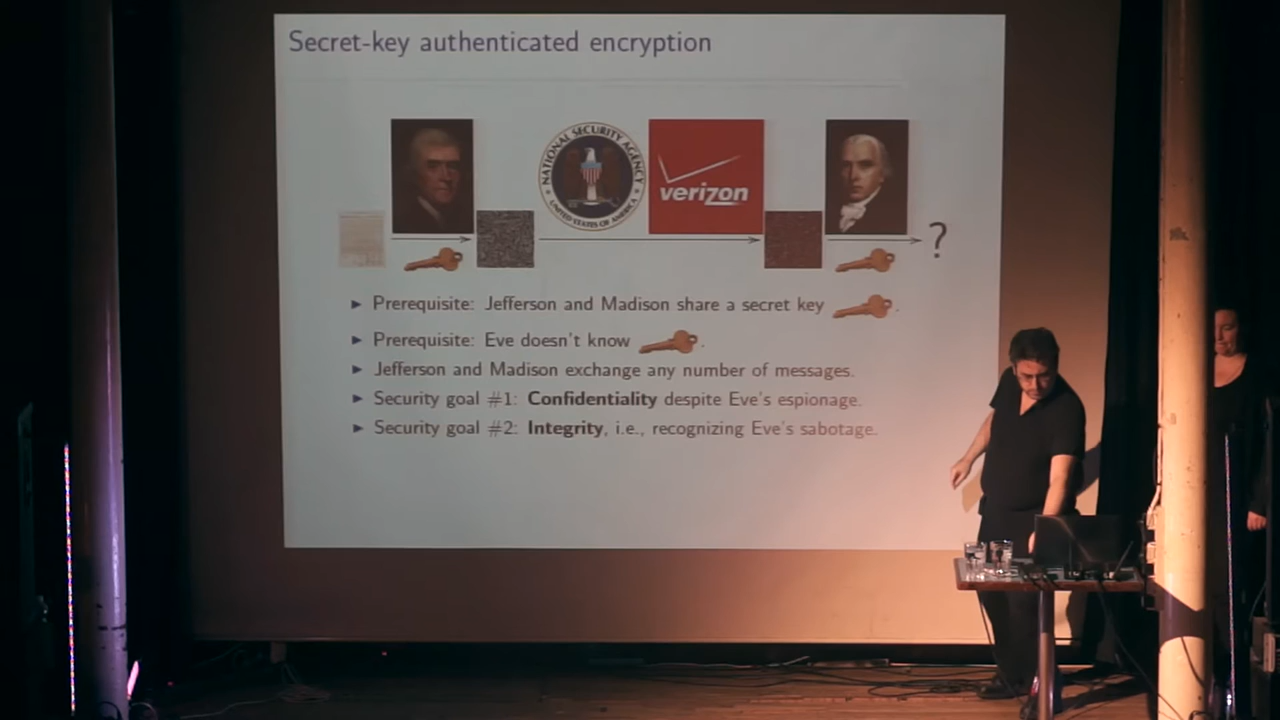 Secret-key authenticated encryption
NATIONAL SECURITY AGENCY
UNITED STATES OF AMERICA
verizon
?
► Prerequisite: Jefferson and Madison share a secret key .
► Prerequisite: Eve doesn't know .
► Jefferson and Madison exchange any number of messages.
► Security goal #1: Confidentiality despite Eve's espionage.
► Security goal #2: Integrity, i.e., recognizing Eve's sabotage.